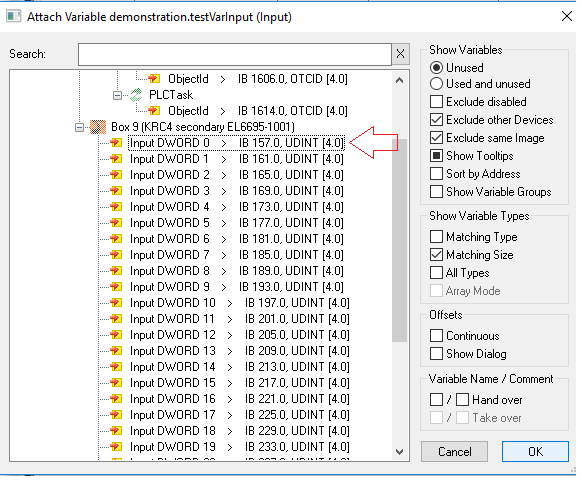 Attach Variable demonstration.testVarInput (Input)
Search:
X
ObjectId > IB 1606.0, OTCID [4.0]
PLCTask
ObjectId > IB 1614.0, OTCID [4.0]
Box 9 (KRC4 secondary EL6695-1001)
Input DWORD 0 > IB 157.0, UDINT [4.0]
Input DWORD 1 > IB 161.0, UDINT [4.0]
Input DWORD 2 > IB 165.0, UDINT [4.0]
Input DWORD 3 > IB 169.0, UDINT [4.0]
Input DWORD 4 > IB 173.0, UDINT [4.0]
Input DWORD 5 > IB 177.0, UDINT [4.0]
Input DWORD 6 > IB 181.0, UDINT [4.0]
Input DWORD 7 > IB 185.0, UDINT [4.0]
Input DWORD 8 > IB 189.0, UDINT [4.0]
Input DWORD 9 > IB 193.0, UDINT [4.0]
Input DWORD 10 > IB 197.0, UDINT [4.0]
Input DWORD 11 > IB 201.0, UDINT [4.0]
Input DWORD 12 > IB 205.0, UDINT [4.0]
Input DWORD 13 > IB 209.0, UDINT [4.0]
Input DWORD 14 > IB 213.0, UDINT [4.0]
Input DWORD 15 > IB 217.0, UDINT [4.0]
Input DWORD 16 > IB 221.0, UDINT [4.0]
Input DWORD 17 > IB 225.0, UDINT [4.0]
Input DWORD 18 > IB 229.0, UDINT [4.0]
Input DWORD 19 > IB 233.0, UDINT [4.0]
Show Variables
Unused
Used and unused
Exclude disabled
Exclude other Devices
Exclude same Image
Show Tooltips
Sort by Address
Show Variable Groups
Show Variable Types
Matching Type
Matching Size
All Types
Array Mode
Offsets
Continuous
Show Dialog
Variable Name / Comment
/ Hand over
/ Take over
Cancel
OK